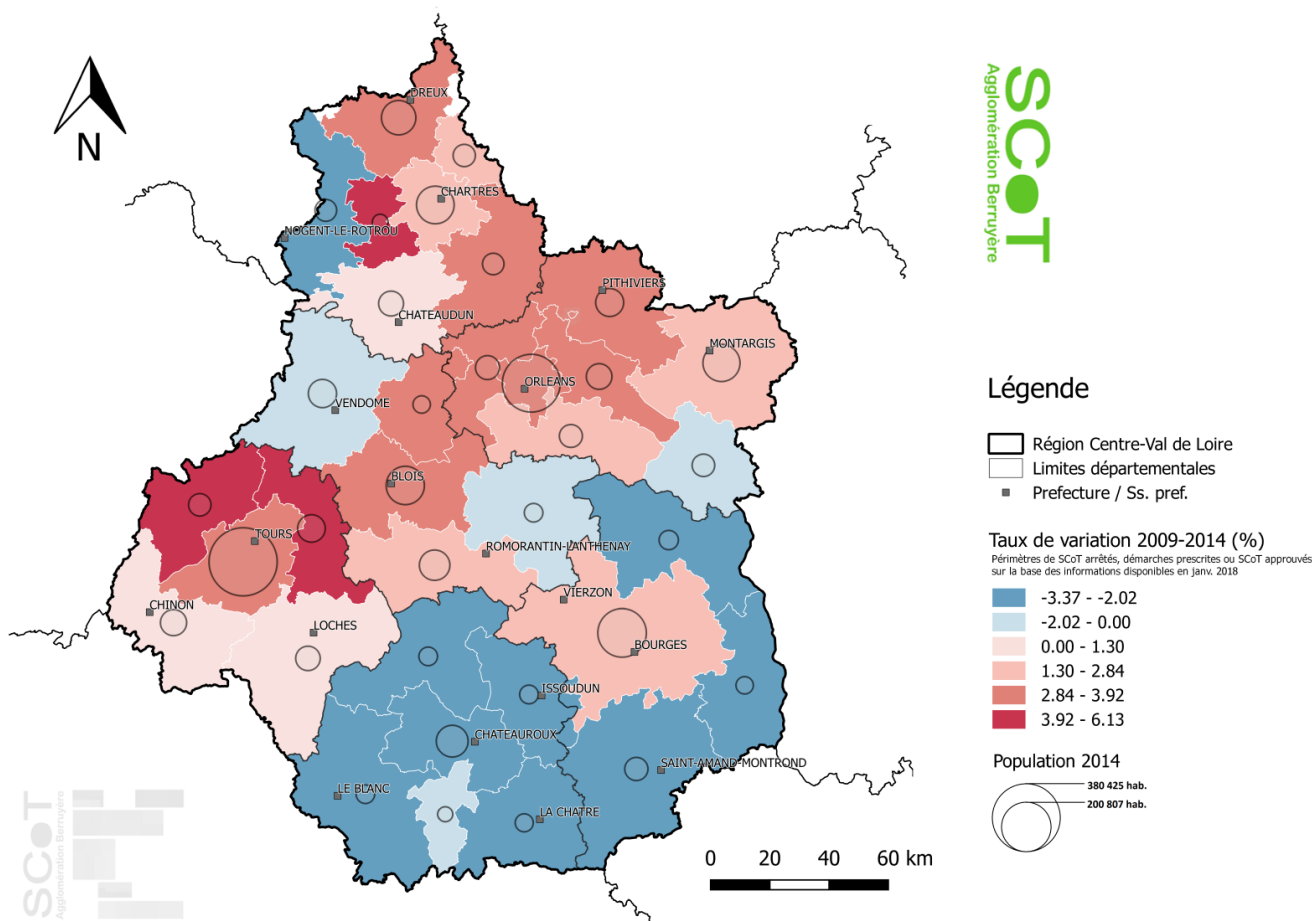 N
DREUX
CHARTRES
NOGENT-LE-ROTROU
PITHIVIERS
CHATEAUDUN
MONTARGIS
ORLEANS
VENDOME
BLOIS
TOURS
ROMORANTIN-LANTHENAY
VIERZON
CHINON
LOCHES
BOURGES
ISSOUDUN
CHATEAUROUX
SAINT-AMAND-MONTROND
LE BLANC
LA CHATRE
0 20 40 60 km
SCoT
Agglomération Berruyère
Légende
Région Centre-Val de Loire
Limites départementales
Prefecture / Ss. pref.
Taux de variation 2009-2014 (%)
Périmètres de SCoT arrêtés, démarches prescrites ou SCoT approuvés
sur la base des informations disponibles en janv. 2018
-3.37 - -2.02
-2.02 - 0.00
0.00 - 1.30
1.30 - 2.84
2.84 - 3.92
3.92 - 6.13
Population 2014
380 425 hab.
200 807 hab.
SCoT
Agglomération Berruyère